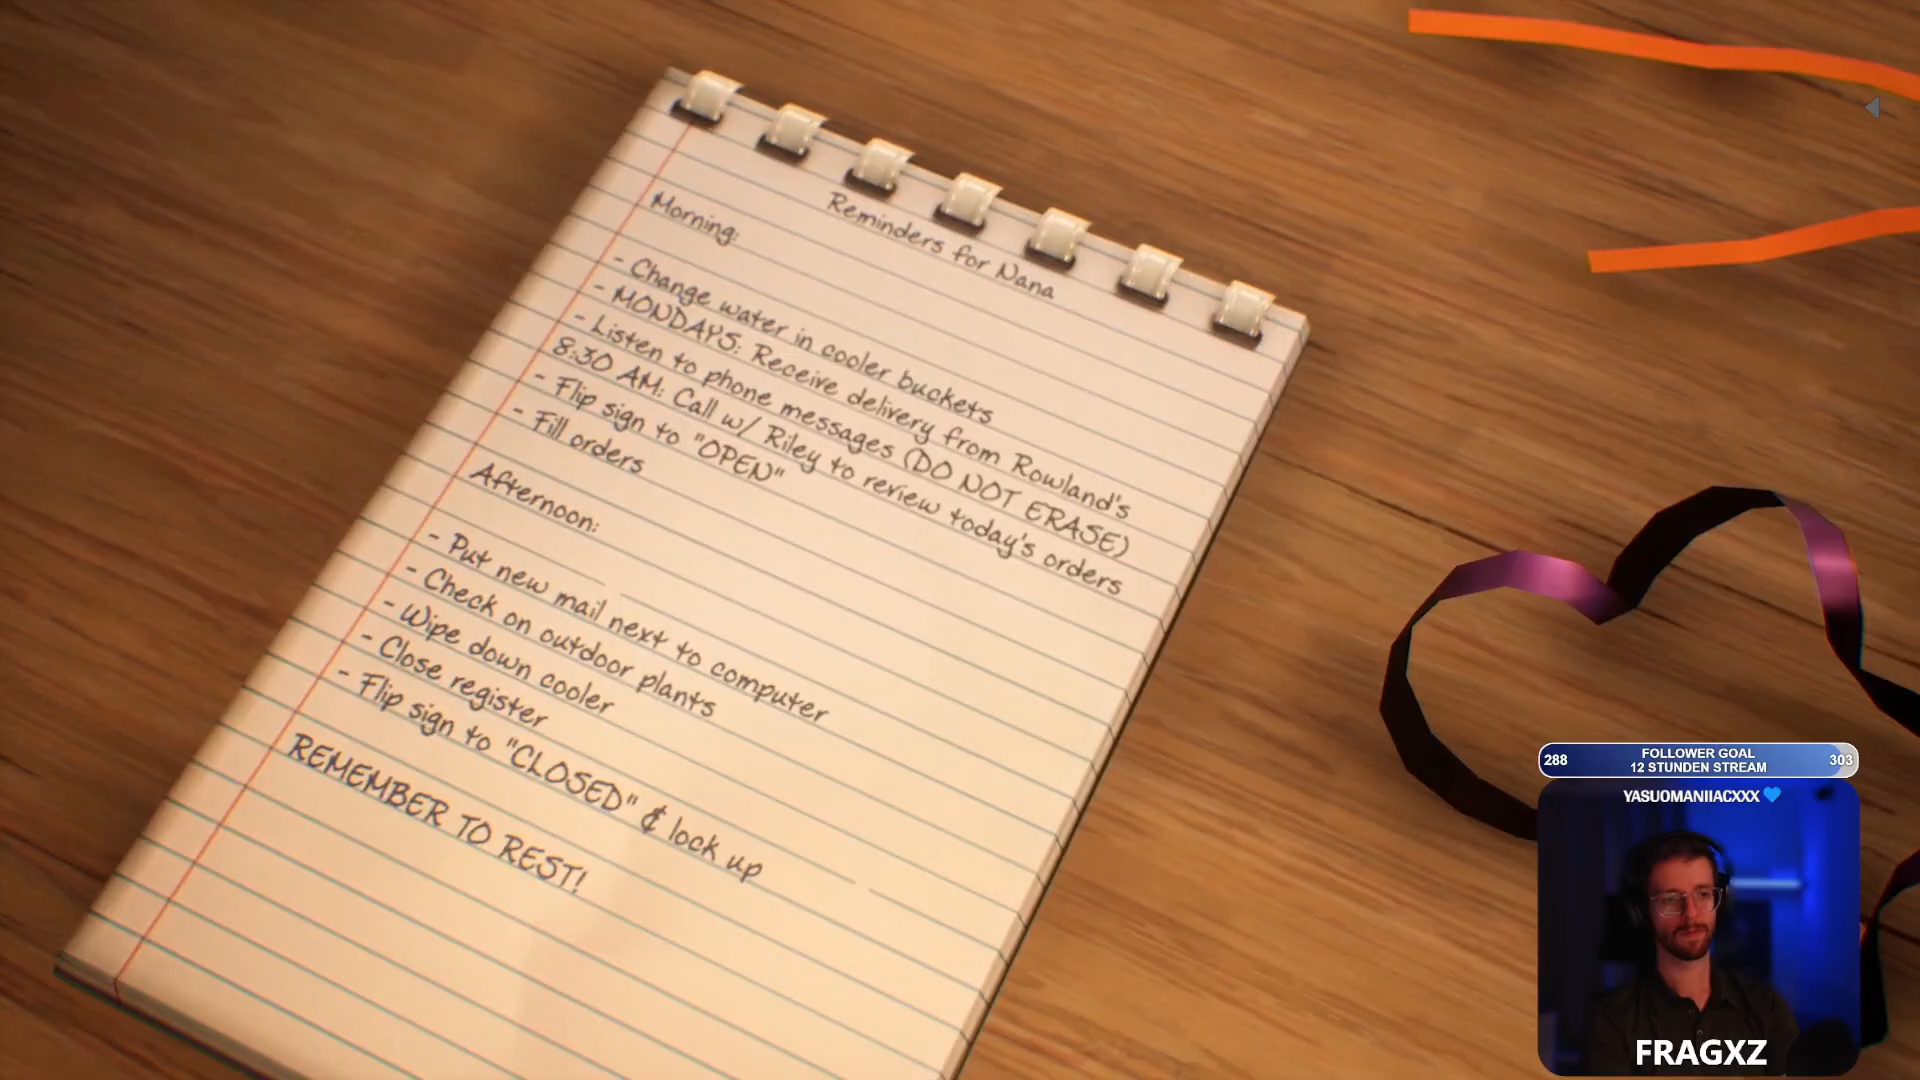 Reminders for Nana
Morning:
- Change water in cooler buckets
- MONDAYS: Receive delivery from Rowland's
- Listen to phone messages (DO NOT ERASE)
8:30 AM: Call w/ Riley to review today's orders
- Flip sign to "OPEN"
- Fill orders
Afternoon:
- Put new mail next to computer
- Check on outdoor plants
- Wipe down cooler
- Close register
- Flip sign to "CLOSED" & lock up
REMEMBER TO REST!
288
FOLLOWER GOAL
12 STUNDEN STREAM
303
YASUOMANIIACXXX 💙
FRAGXZ